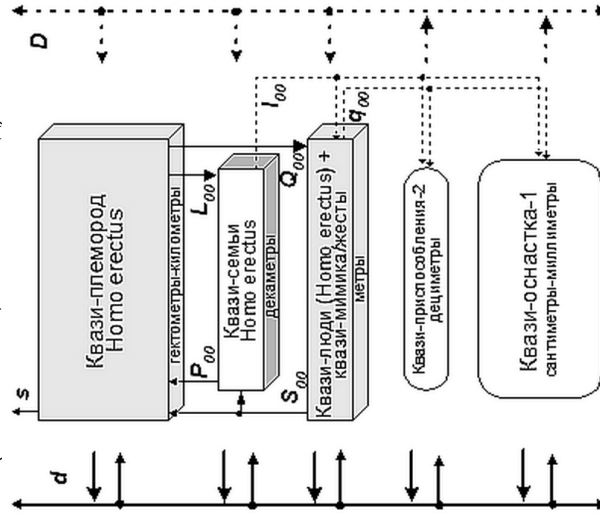 D
d
s
Квази-племород
Homo erectus
гектометры-километры
P00
L00
Квази-семьи
Homo erectus
декаметры
l00
S00
Q00
Квази-люди (Homo erectus) +
квази-мимика/жесты
метры
q00
Квази-приспособления-2
дециметры
Квази-оснастка-1
сантиметры-миллиметры